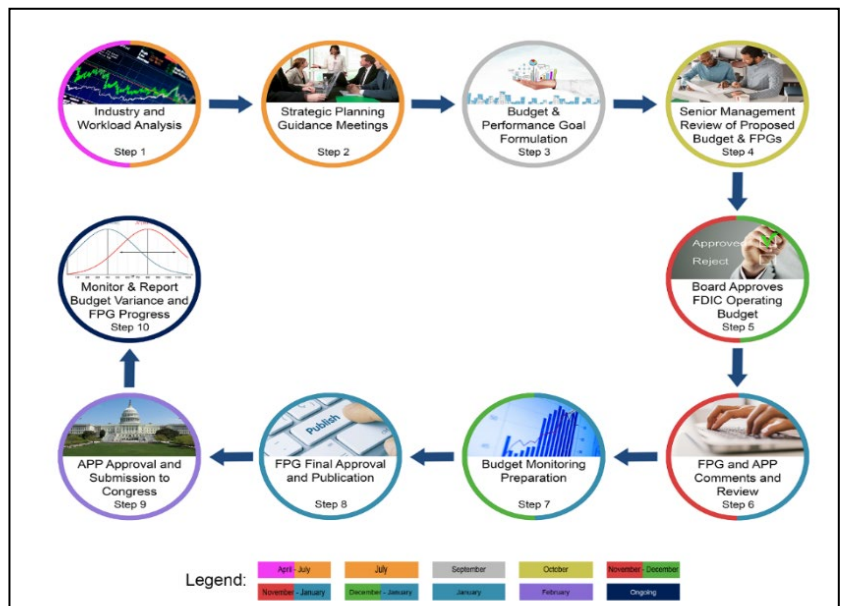 Industry and
Workload Analysis
Step 1
Strategic Planning
Guidance Meetings
Step 2
Budget &
Performance Goal
Formulation
Step 3
Senior Management
Review of Proposed
Budget & FPGs
Step 4
Approved
Reject
Board Approves
FDIC Operating
Budget
Step 5
FPG and APP
Comments and
Review
Step 6
Budget Monitoring
Preparation
Step 7
Publish
FPG Final Approval
and Publication
Step 8
APP Approval and
Submission to
Congress
Step 9
Monitor & Report
Budget Variance and
FPG Progress
Step 10
Legend:
April - July
July
September
October
November - December
November - January
December - January
January
February
Ongoing